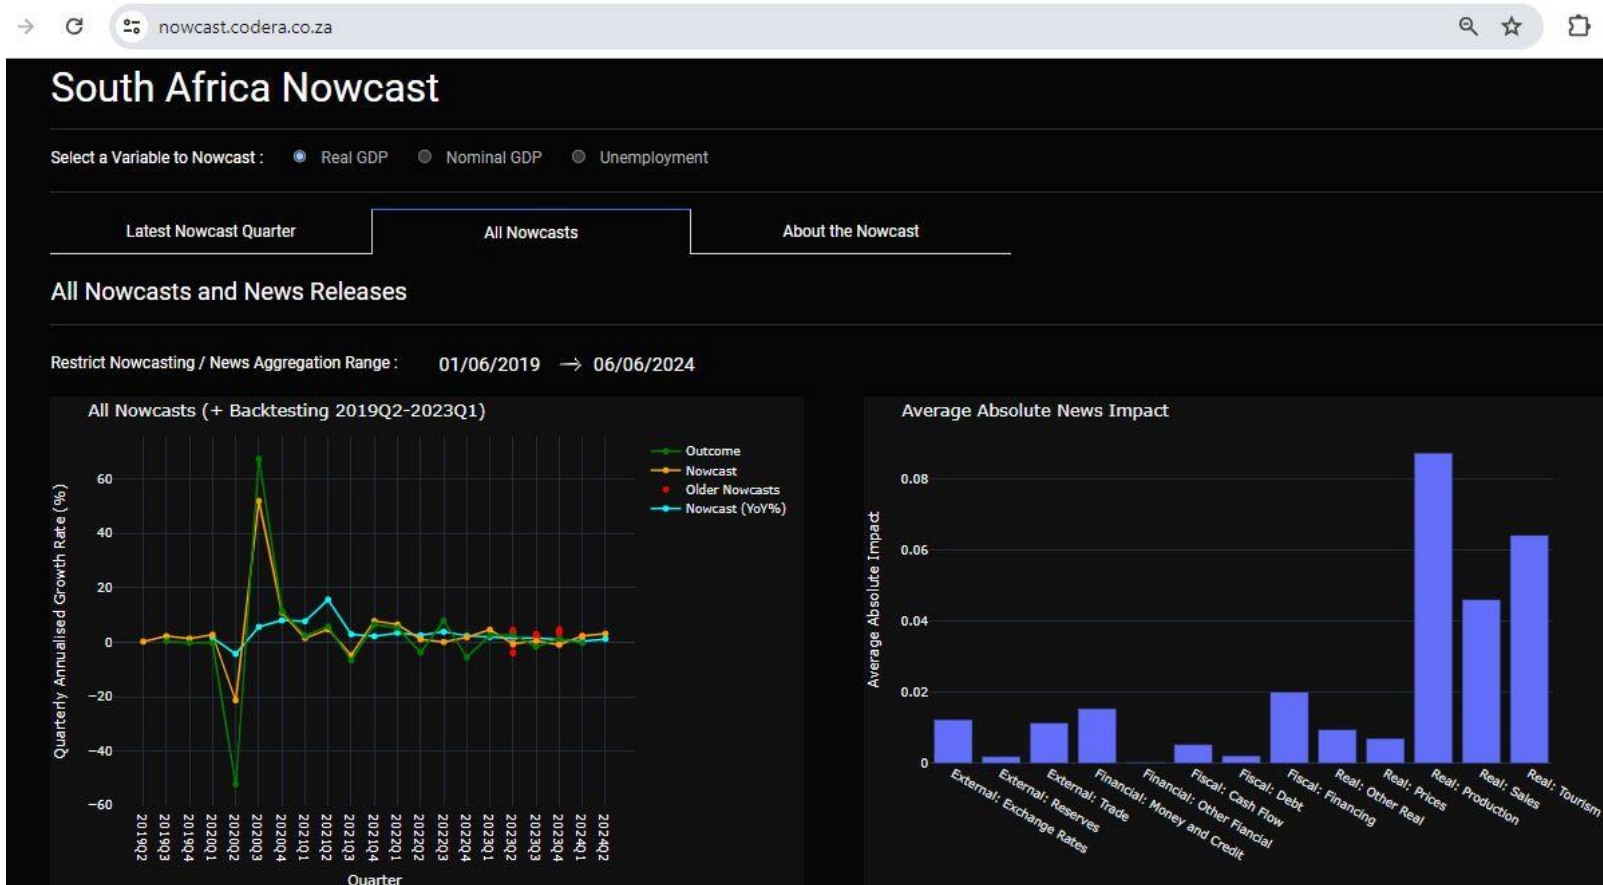 nowcast.codera.co.za
South Africa Nowcast
Select a Variable to Nowcast : Real GDP Nominal GDP Unemployment
Latest Nowcast Quarter All Nowcasts About the Nowcast
All Nowcasts and News Releases
Restrict Nowcasting / News Aggregation Range : 01/06/2019 → 06/06/2024
All Nowcasts (+ Backtesting 2019Q2-2023Q1)
Outcome
Nowcast
Older Nowcasts
Nowcast (YoY%)
Quarterly Annualised Growth Rate (%)
60
40
20
0
−20
−40
−60
2019Q2
2019Q3
2019Q4
2020Q1
2020Q2
2020Q3
2020Q4
2021Q1
2021Q2
2021Q3
2021Q4
2022Q1
2022Q2
2022Q3
2022Q4
2023Q1
2023Q2
2023Q3
2023Q4
2024Q1
2024Q2
Quarter
Average Absolute News Impact
Average Absolute Impact
0.08
0.06
0.04
0.02
0
External: Exchange Rates
External: Reserves
External: Trade
Financial: Money and Credit
Financial: Other Fiancial
Fiscal: Cash Flow
Fiscal: Debt
Fiscal: Financing
Real: Other Real
Real: Prices
Real: Production
Real: Sales
Real: Tourism